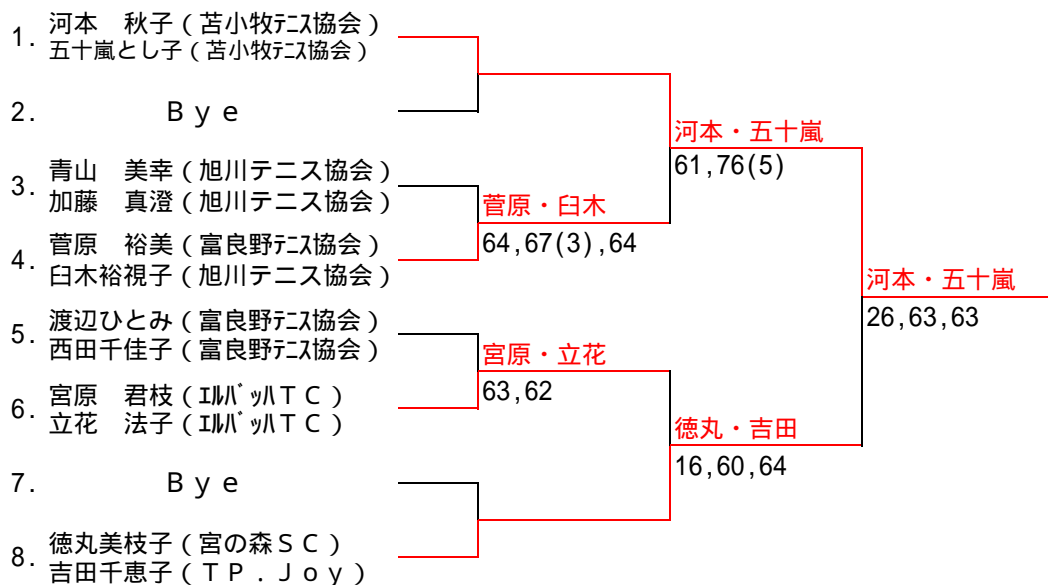 1. 河本　秋子(苫小牧ﾃﾆｽ協会)
五十嵐とし子(苫小牧ﾃﾆｽ協会)
2. Ｂｙｅ
3. 青山　美幸(旭川テニス協会)
加藤　真澄(旭川テニス協会)
4. 菅原　裕美(富良野ﾃﾆｽ協会)
臼木裕視子(旭川テニス協会)
5. 渡辺ひとみ(富良野ﾃﾆｽ協会)
西田千佳子(富良野ﾃﾆｽ協会)
6. 宮原　君枝(ｴﾙﾊﾞｯﾊＴＣ)
立花　法子(ｴﾙﾊﾞｯﾊＴＣ)
7. Ｂｙｅ
8. 徳丸美枝子(宮の森ＳＣ)
吉田千恵子(ＴＰ．Ｊｏｙ)
菅原・臼木
64,67(3),64
宮原・立花
63,62
河本・五十嵐
61,76(5)
徳丸・吉田
16,60,64
河本・五十嵐
26,63,63